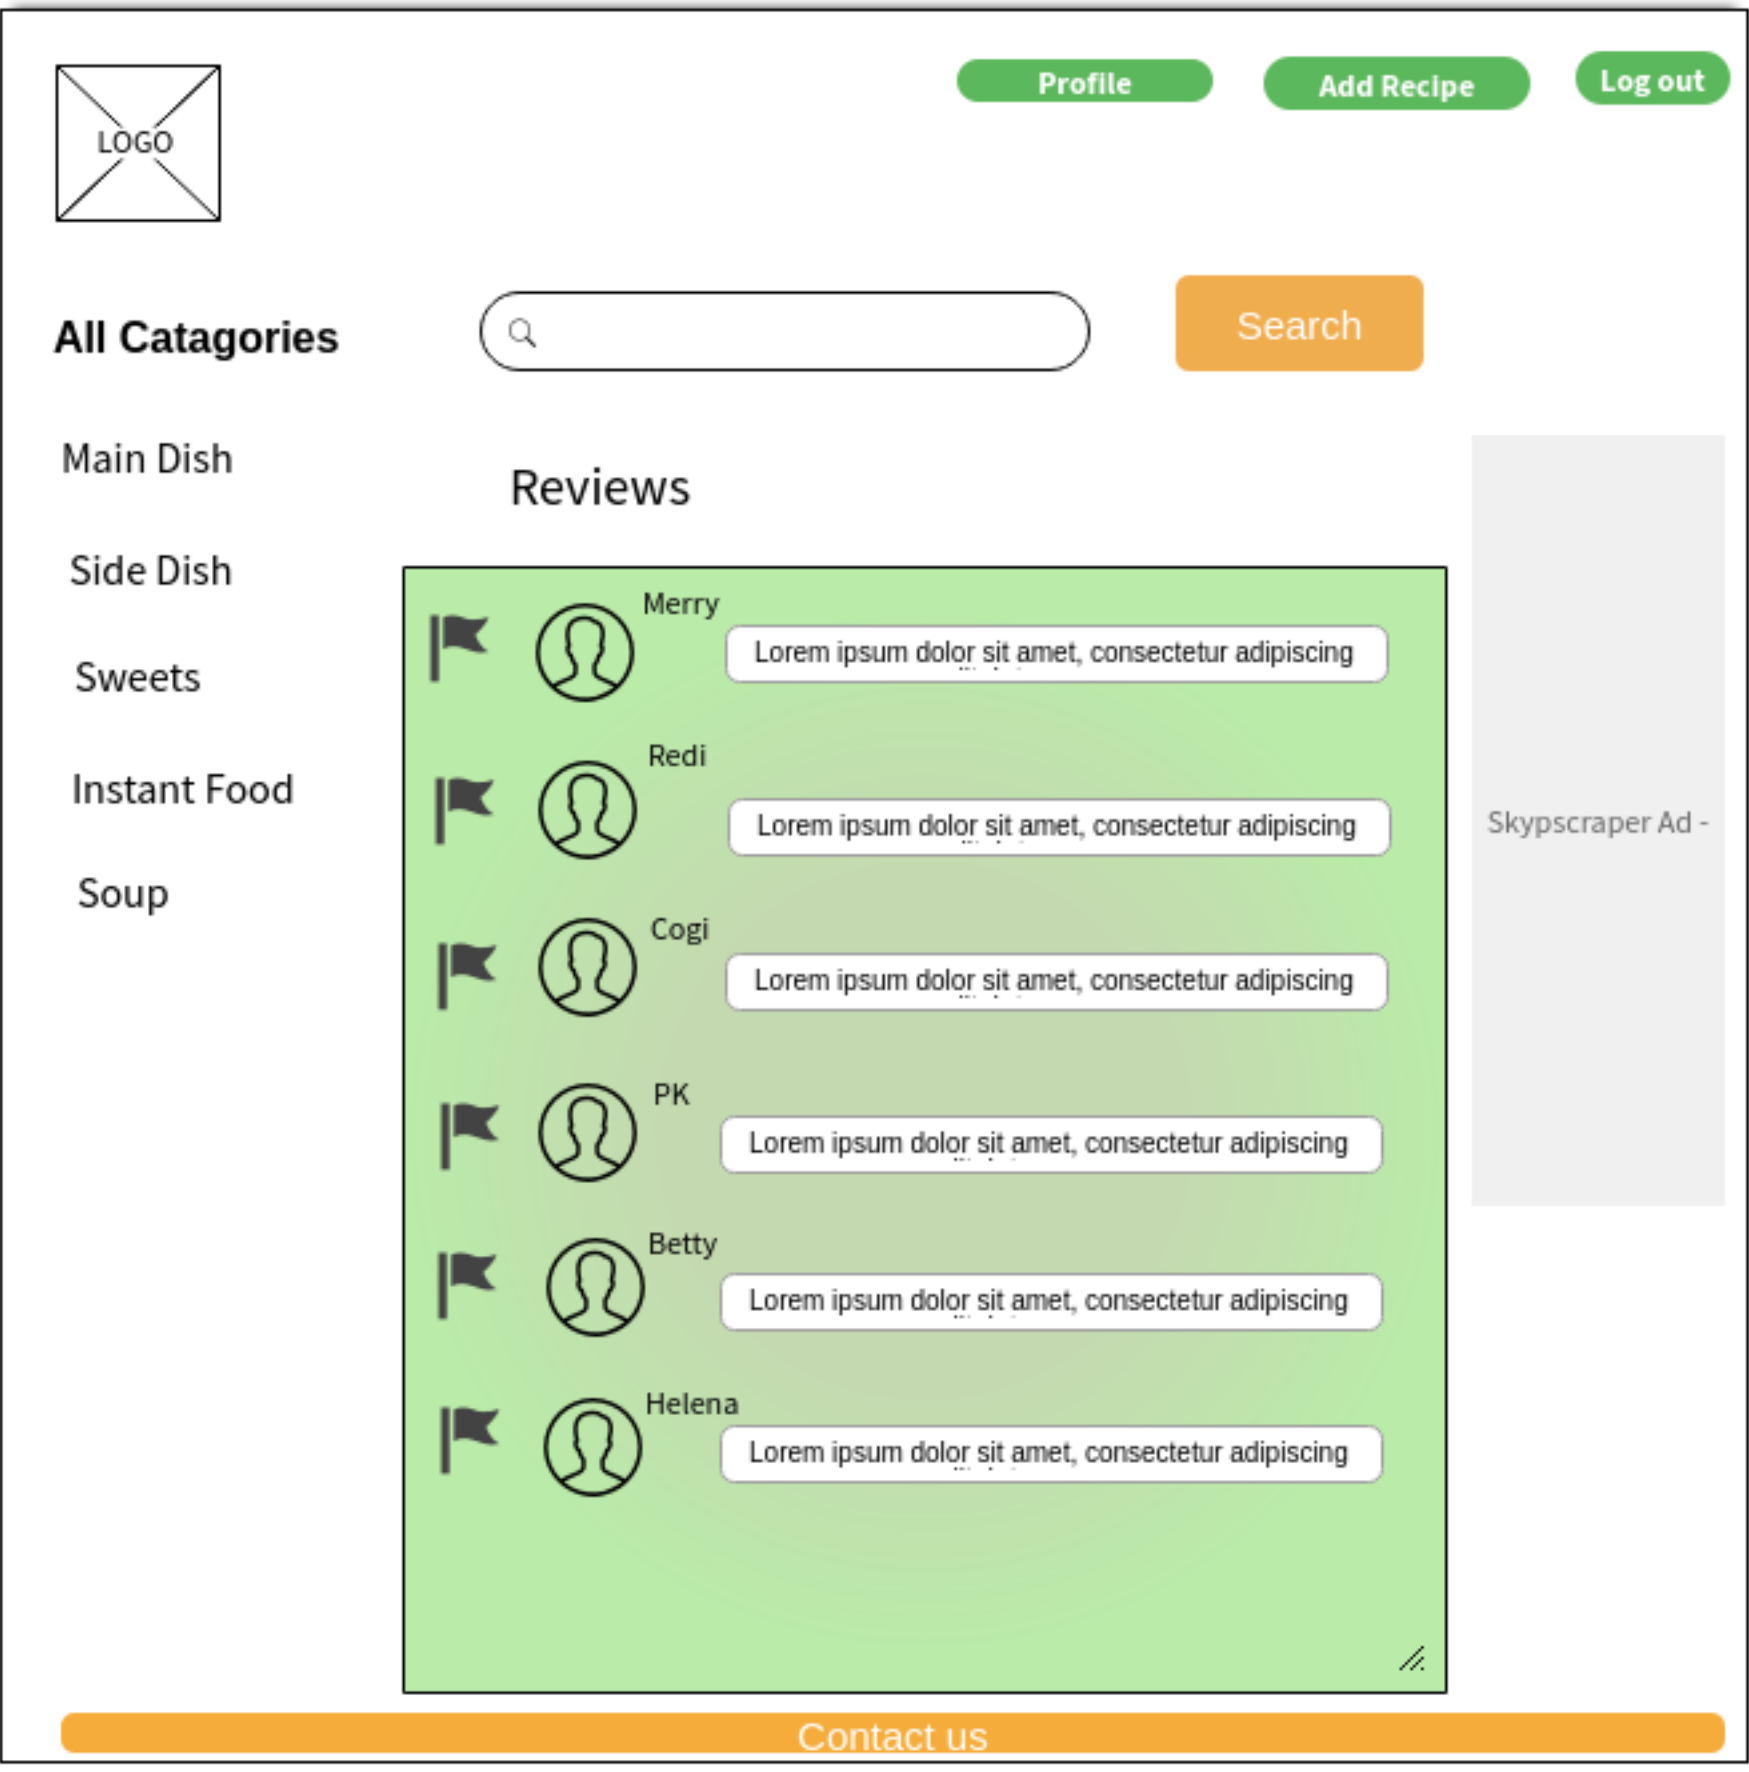 Profile
Add Recipe
Log out
LOGO
All Catagories
Search
Main Dish
Side Dish
Sweets
Instant Food
Soup
Reviews
Merry
Lorem ipsum dolor sit amet, consectetur adipiscing
Redi
Lorem ipsum dolor sit amet, consectetur adipiscing
Cogi
Lorem ipsum dolor sit amet, consectetur adipiscing
PK
Lorem ipsum dolor sit amet, consectetur adipiscing
Betty
Lorem ipsum dolor sit amet, consectetur adipiscing
Helena
Lorem ipsum dolor sit amet, consectetur adipiscing
Skypscraper Ad -
Contact us